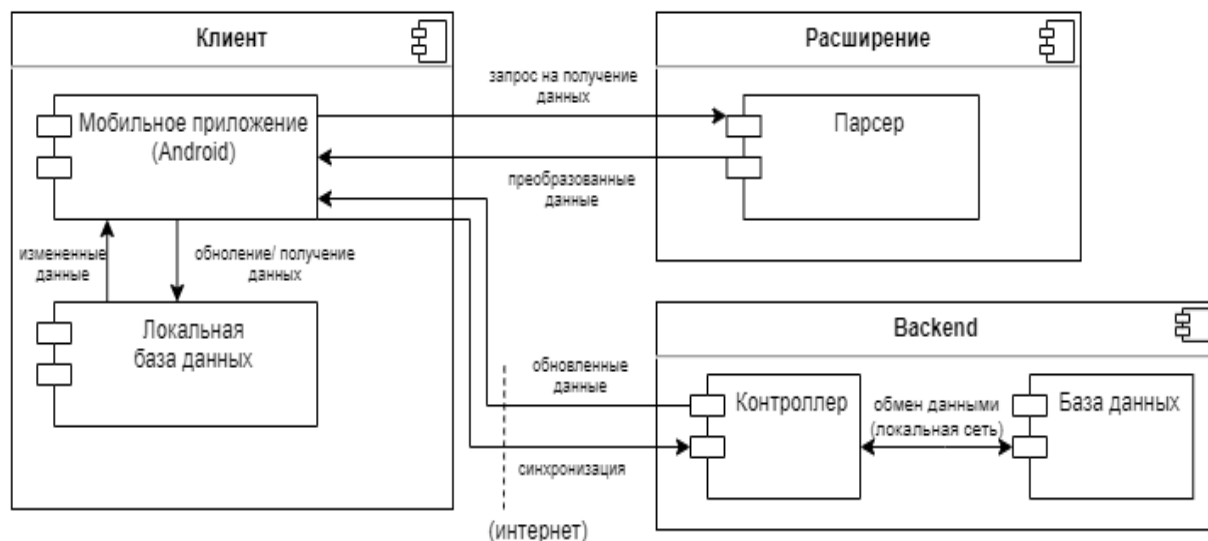 Клиент
Мобильное приложение
(Android)
измененные
данные
обноление/ получение
данных
Локальная
база данных
запрос на получение
данных
преобразованные
данные
Расширение
Парсер
обновленные
данные
синхронизация
(интернет)
Backend
Контроллер
обмен данными
(локальная сеть)
База данных